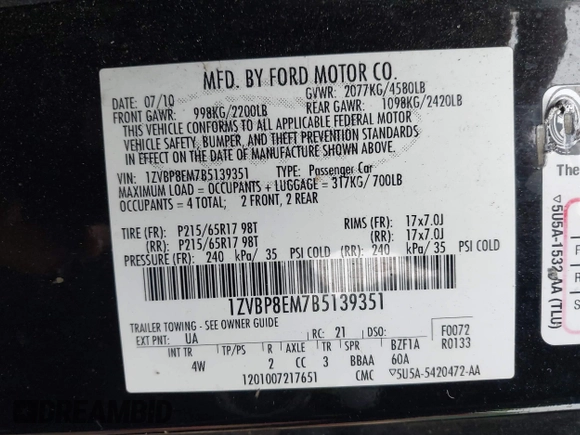 MFD. BY FORD MOTOR CO.
DATE: 07/10
GVWR: 2077KG/4580LB
FRONT GAWR: 998KG/2200LB
REAR GAWR: 1098KG/2420LB
THIS VEHICLE CONFORMS TO ALL APPLICABLE FEDERAL MOTOR
VEHICLE SAFETY, BUMPER, AND THEFT PREVENTION STANDARDS
IN EFFECT ON THE DATE OF MANUFACTURE SHOWN ABOVE.
VIN: 1ZVBP8EM7B5139351 TYPE: Passenger Car
MAXIMUM LOAD = OCCUPANTS + LUGGAGE = 317KG/700LB
OCCUPANTS = 4 TOTAL; 2 FRONT, 2 REAR
TIRE (FR): P215/65R17 98T RIMS (FR): 17x7.0J
(RR): P215/65R17 98T (RR): 17x7.0J
PRESSURE (FR): 240 kPa/ 35 PSI COLD (RR): 240 kPa/ 35 PSI COLD
1ZVBP8EM7B5139351
TRAILER TOWING - SEE OWNER GUIDE
EXT PNT: UA RC: 21 DSO: F0072
INT TR TP/PS R AXLE TR SPR BZF1A R0133
4W 2 CC 3 BBAA 60A
1201007217651 CMC 5U5A-5420472-AA
The
5U5A-1532 AA (TLU)
DREAMBID